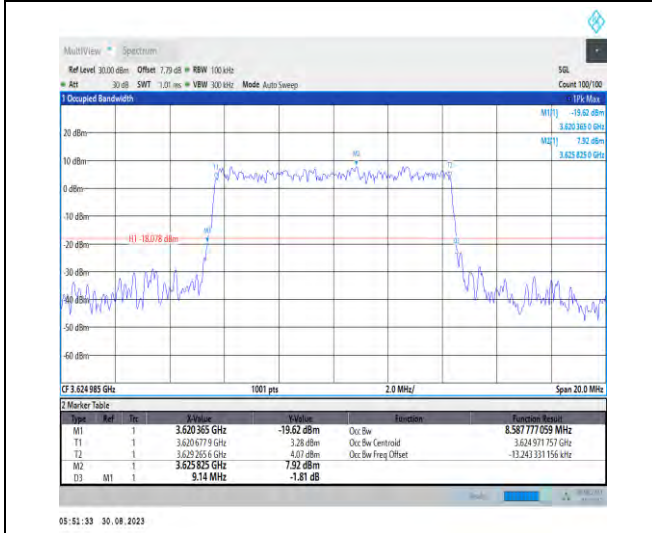 MultiView Spectrum
Ref Level 30.00 dBm Offset 7.79 dB RBW 100 kHz SGL
Att 30 dB SWT 1.01 ms VBW 300 kHz Mode Auto Sweep Count 100/100
1 Occupied Bandwidth 1Pk Max
M1[1] -19.62 dBm
3.620 365 0 GHz
M2[1] 7.92 dBm
3.625 825 0 GHz
20 dBm
10 dBm
M2
T1
T2
0 dBm
-10 dBm
H1 -18.078 dBm
-20 dBm
-30 dBm
-40 dBm
-50 dBm
-60 dBm
CF 3.624 985 GHz 1001 pts 2.0 MHz/ Span 20.0 MHz
2 Marker Table
Type Ref Trc X-Value Y-Value Function Function Result
M1 1 3.620 365 GHz -19.62 dBm Occ Bw 8.587 777 059 MHz
T1 1 3.620 677 9 GHz 3.28 dBm Occ Bw Centroid 3.624 971 757 GHz
T2 1 3.629 265 6 GHz 4.07 dBm Occ Bw Freq Offset -13.243 331 156 kHz
M2 1 3.625 825 GHz 7.92 dBm
D3 M1 1 9.14 MHz -1.81 dB
05:51:33 30.08.2023